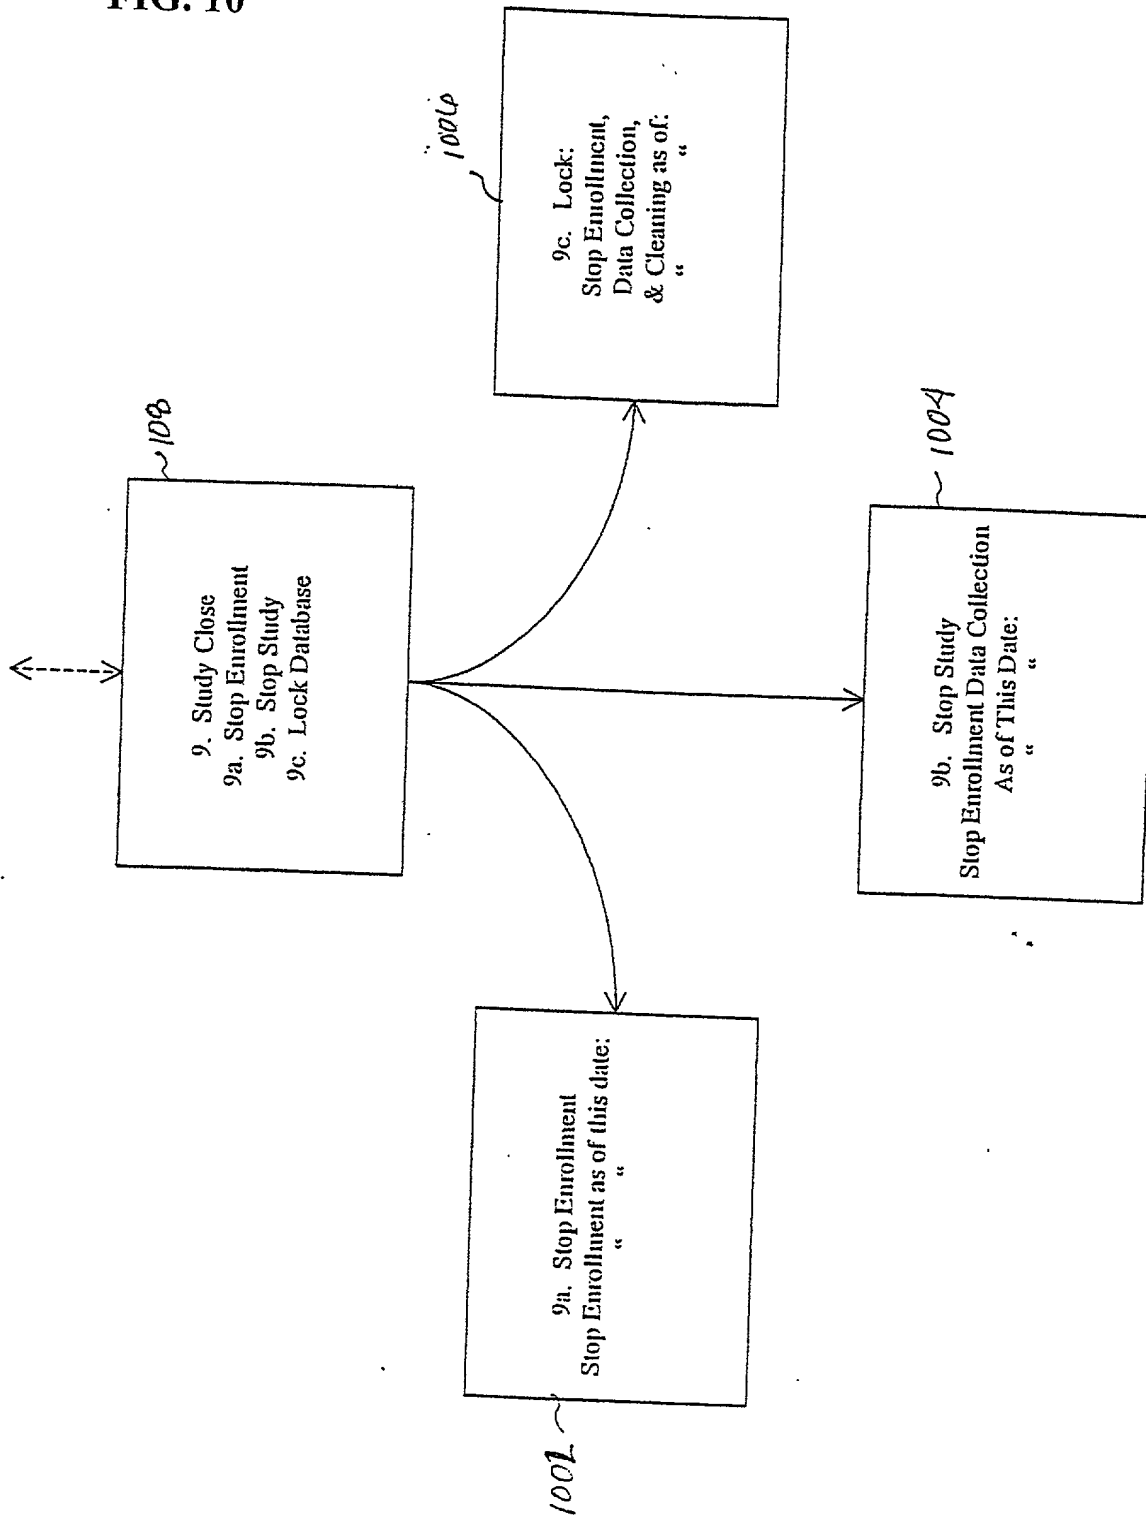 FIG. 10
108
9. Study Close
9a. Stop Enrollment
9b. Stop Study
9c. Lock Database
1002
9a. Stop Enrollment
Stop Enrollment as of this date:
“ “
1004
9b. Stop Study
Stop Enrollment Data Collection
As of This Date:
“ “
1006
9c. Lock:
Stop Enrollment,
Data Collection,
& Cleaning as of:
“ “